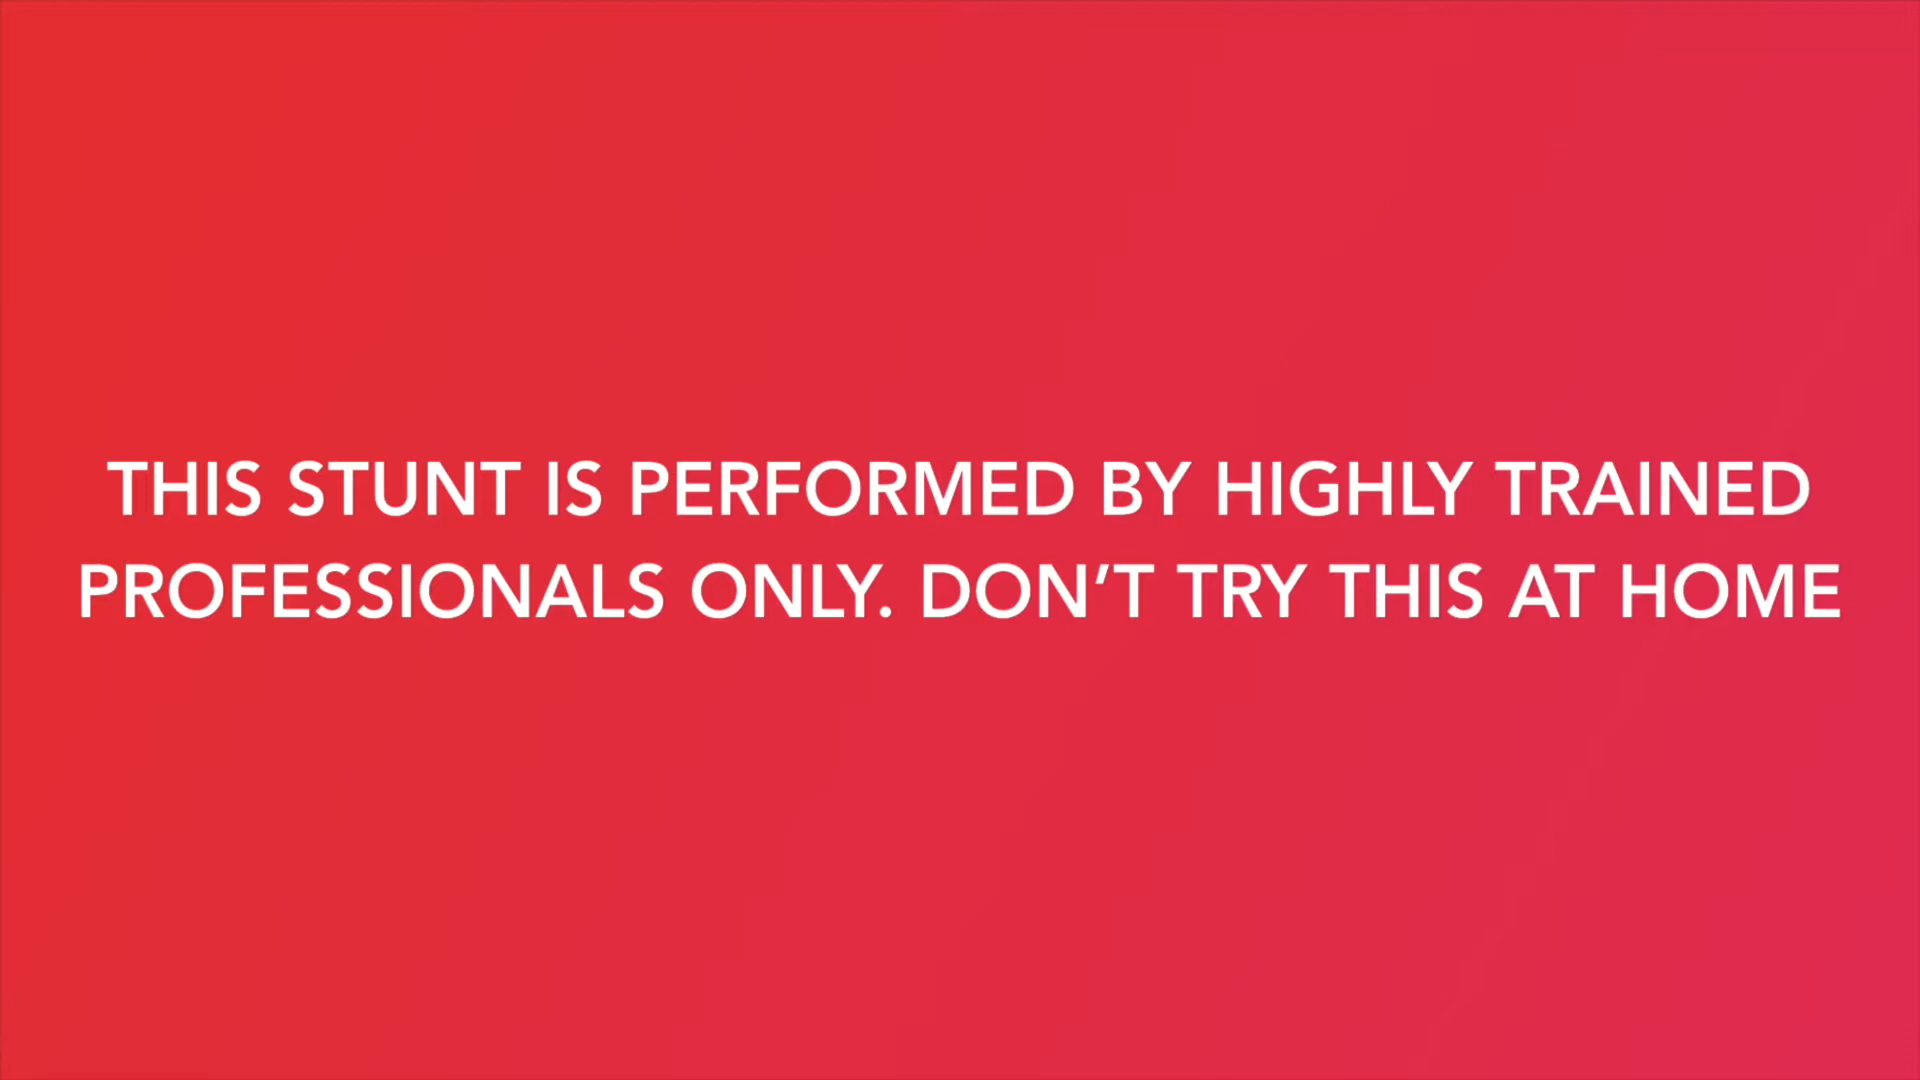 THIS STUNT IS PERFORMED BY HIGHLY TRAINED
PROFESSIONALS ONLY. DON’T TRY THIS AT HOME